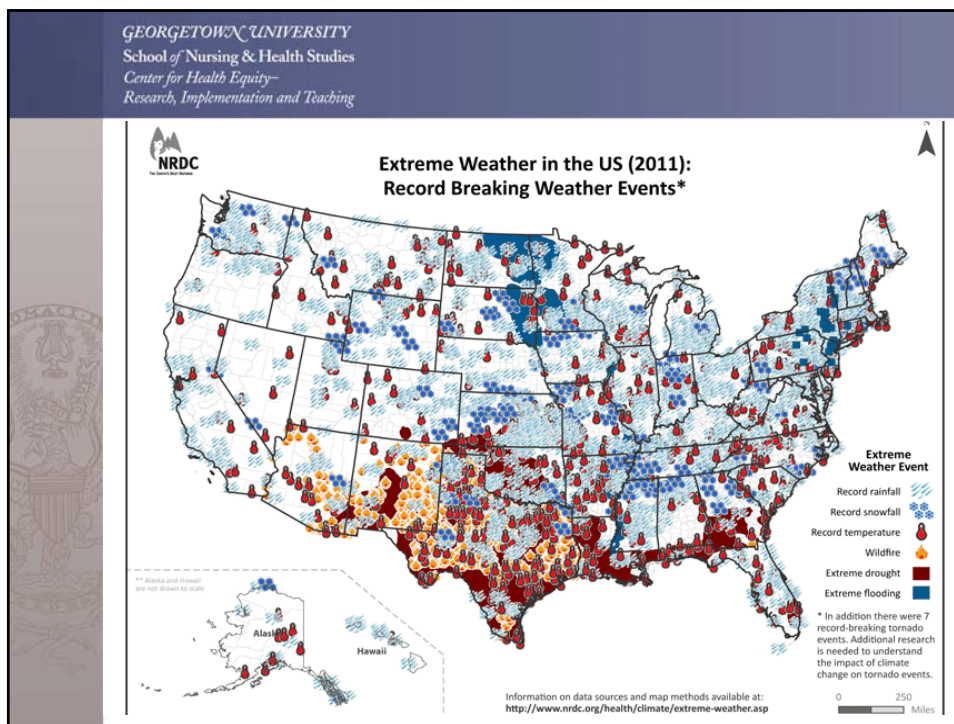 GEORGETOWN UNIVERSITY
School of Nursing & Health Studies
Center for Health Equity–
Research, Implementation and Teaching
NRDC
THE EARTH'S BEST DEFENSE
Extreme Weather in the US (2011):
Record Breaking Weather Events*
Extreme
Weather Event
Record rainfall
Record snowfall
Record temperature
Wildfire
Extreme drought
Extreme flooding
* In addition there were 7
record-breaking tornado
events. Additional research
is needed to understand
the impact of climate
change on tornado events.
0 250
Miles
** Alaska and Hawaii
are not drawn to scale
Alaska
Hawaii
Information on data sources and map methods available at:
http://www.nrdc.org/health/climate/extreme-weather.asp